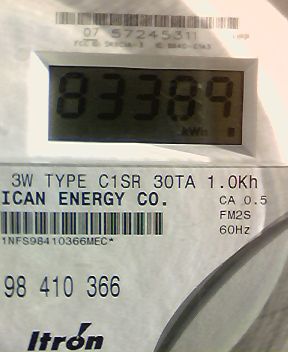 07 57245311
83389
kWh
3W TYPE C1SR 30TA 1.0Kh
ICAN ENERGY CO.
CA 0.5
FM2S
60Hz
1NFS98410366MEC*
98 410 366
Itron